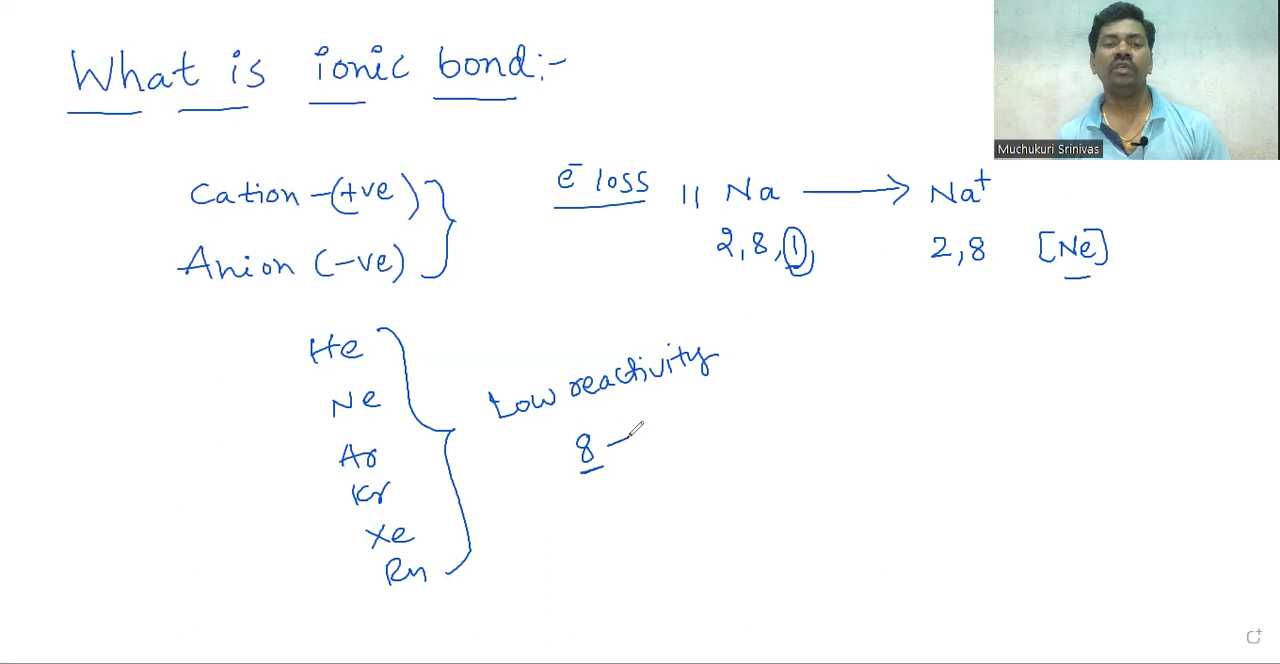 What is ionic bond:-
Muchukuri Srinivas
Cation -(+ve)
Anion (-ve)
e⁻ loss 11 Na ⟶ Na⁺
2,8,1, 2,8 [Ne]
He
Ne
Ar
Kr
Xe
Rn
Low reactivity
8 -